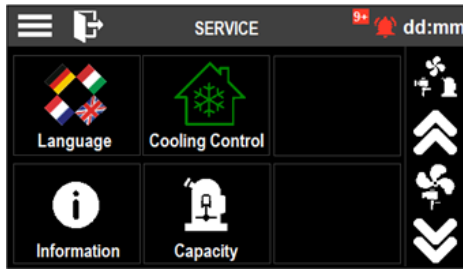 SERVICE
9+
dd:mm
Language
Cooling Control
Information
Capacity